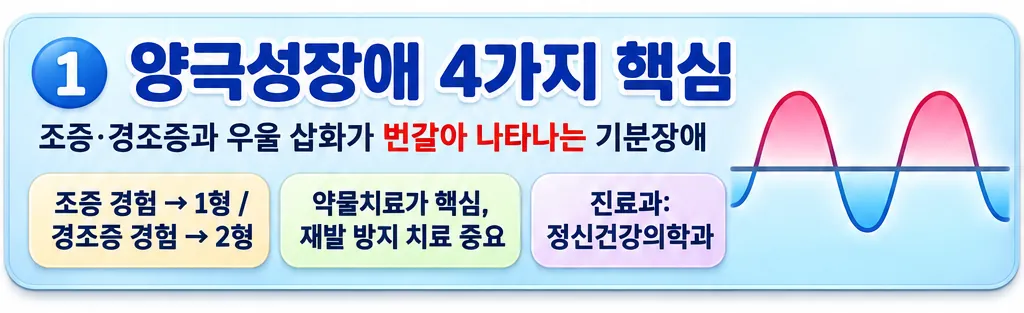 1 양극성장애 4가지 핵심
조증·경조증과 우울 삽화가 번갈아 나타나는 기분장애
조증 경험 → 1형 /
경조증 경험 → 2형
약물치료가 핵심,
재발 방지 치료 중요
진료과:
정신건강의학과